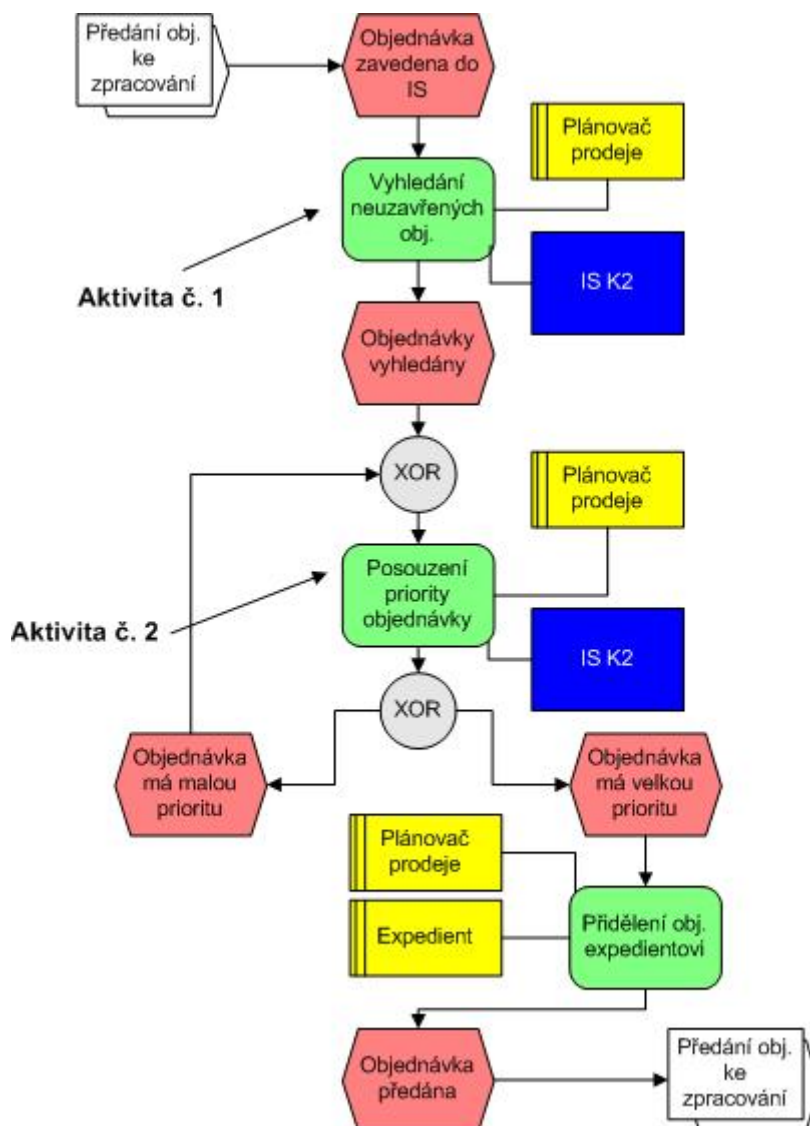 Předání obj.
ke
zpracování
Objednávka
zavedena do
IS
Plánovač
prodeje
Vyhledání
neuzavřených
obj.
IS K2
Aktivita č. 1
Objednávky
vyhledány
XOR
Plánovač
prodeje
Posouzení
priority
objednávky
Aktivita č. 2
IS K2
XOR
Objednávka
má malou
prioritu
Objednávka
má velkou
prioritu
Plánovač
prodeje
Expedient
Přidělení obj.
expedientovi
Objednávka
předána
Předání obj.
ke
zpracování